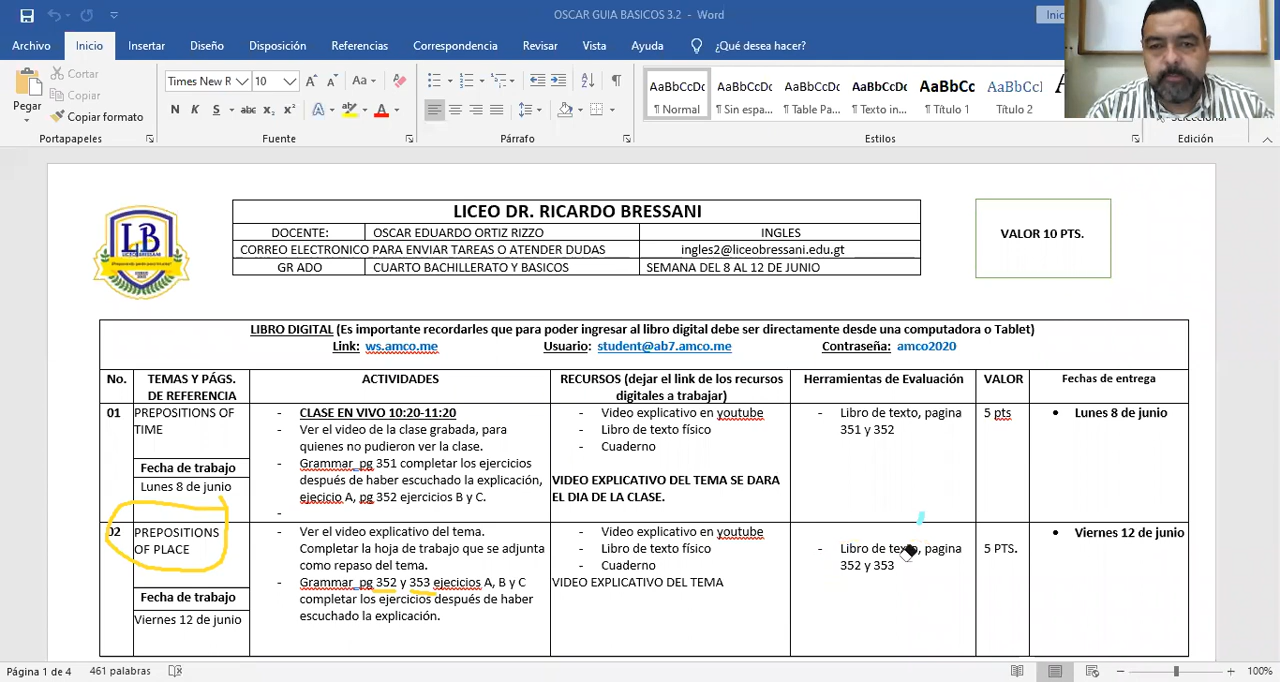 OSCAR GUIA BASICOS 3.2 - Word
Inic
Archivo Inicio Insertar Diseño Disposición Referencias Correspondencia Revisar Vista Ayuda ¿Qué desea hacer?
Pegar
Cortar
Copiar
Copiar formato
Portapapeles
Times New R 10
Fuente
Párrafo
AaBbCcDc AaBbCcDc AaBbCcDc AaBbCcDc AaBbCc AaBbCcI
¶ Normal ¶ Sin espa... ¶ Table Pa... ¶ Texto in... ¶ Título 1 Título 2
Estilos
Edición
LB
LICEO DR. RICARDO BRESSANI
DOCENTE: OSCAR EDUARDO ORTIZ RIZZO INGLES
CORREO ELECTRONICO PARA ENVIAR TAREAS O ATENDER DUDAS ingles2@liceobressani.edu.gt
GR ADO CUARTO BACHILLERATO Y BASICOS SEMANA DEL 8 AL 12 DE JUNIO
VALOR 10 PTS.
LIBRO DIGITAL (Es importante recordarles que para poder ingresar al libro digital debe ser directamente desde una computadora o Tablet)
Link: ws.amco.me Usuario: student@ab7.amco.me Contraseña: amco2020
No. TEMAS Y PÁGS. DE REFERENCIA ACTIVIDADES RECURSOS (dejar el link de los recursos digitales a trabajar) Herramientas de Evaluación VALOR Fechas de entrega
01
PREPOSITIONS OF
TIME
Fecha de trabajo
Lunes 8 de junio
- CLASE EN VIVO 10:20-11:20
- Ver el video de la clase grabada, para
quienes no pudieron ver la clase.
- Grammar pg 351 completar los ejercicios
después de haber escuchado la explicación,
ejecicio A, pg 352 ejercicios B y C.
-
- Video explicativo en youtube
- Libro de texto físico
- Cuaderno
VIDEO EXPLICATIVO DEL TEMA SE DARA
EL DIA DE LA CLASE.
- Libro de texto, pagina
351 y 352
5 pts
• Lunes 8 de junio
02
PREPOSITIONS
OF PLACE
Fecha de trabajo
Viernes 12 de junio
- Ver el video explicativo del tema.
Completar la hoja de trabajo que se adjunta
como repaso del tema.
- Grammar pg 352 y 353 ejecicios A, B y C
completar los ejercicios después de haber
escuchado la explicación.
- Video explicativo en youtube
- Libro de texto físico
- Cuaderno
VIDEO EXPLICATIVO DEL TEMA
- Libro de texto, pagina
352 y 353
5 PTS.
• Viernes 12 de junio
Página 1 de 4 461 palabras 100%